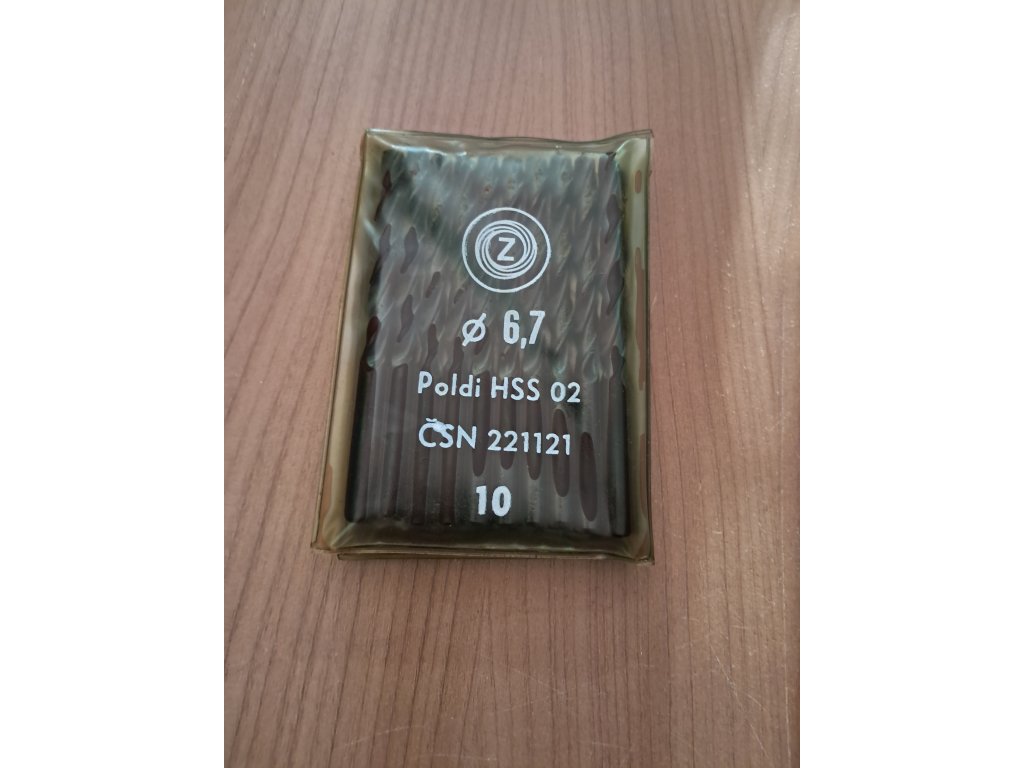 Z
ø 6,7
Poldi HSS 02
ČSN 221121
10